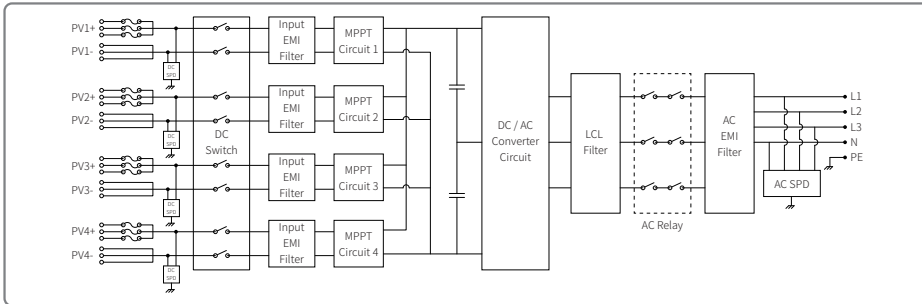 PV1+
PV1-
DC
SPD
Input
EMI
Filter
MPPT
Circuit 1
PV2+
PV2-
DC
SPD
DC
Switch
Input
EMI
Filter
MPPT
Circuit 2
PV3+
PV3-
DC
SPD
Input
EMI
Filter
MPPT
Circuit 3
PV4+
PV4-
DC
SPD
Input
EMI
Filter
MPPT
Circuit 4
DC / AC
Converter
Circuit
LCL
Filter
AC Relay
AC
EMI
Filter
AC SPD
L1
L2
L3
N
PE